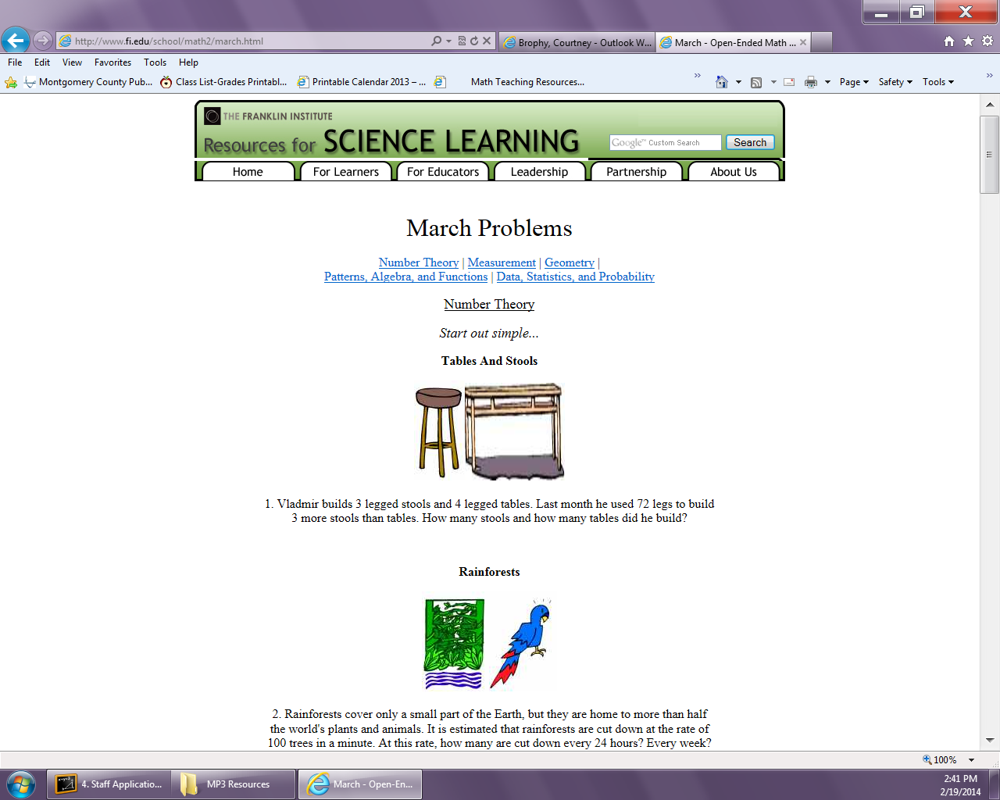 http://www.fi.edu/school/math2/march.html
Brophy, Courtney - Outlook W...
March - Open-Ended Math ...
File Edit View Favorites Tools Help
Montgomery County Pub... Class List-Grades Printabl... Printable Calendar 2013 – ... Math Teaching Resources... » Page Safety Tools »
THE FRANKLIN INSTITUTE
Resources for SCIENCE LEARNING
Google™ Custom Search Search
Home For Learners For Educators Leadership Partnership About Us
March Problems
Number Theory | Measurement | Geometry |
Patterns, Algebra, and Functions | Data, Statistics, and Probability
Number Theory
Start out simple...
Tables And Stools
1. Vladmir builds 3 legged stools and 4 legged tables. Last month he used 72 legs to build
3 more stools than tables. How many stools and how many tables did he build?
Rainforests
2. Rainforests cover only a small part of the Earth, but they are home to more than half
the world's plants and animals. It is estimated that rainforests are cut down at the rate of
100 trees in a minute. At this rate, how many are cut down every 24 hours? Every week?
100%
4. Staff Applicatio... MP3 Resources March - Open-En...
2:41 PM
2/19/2014